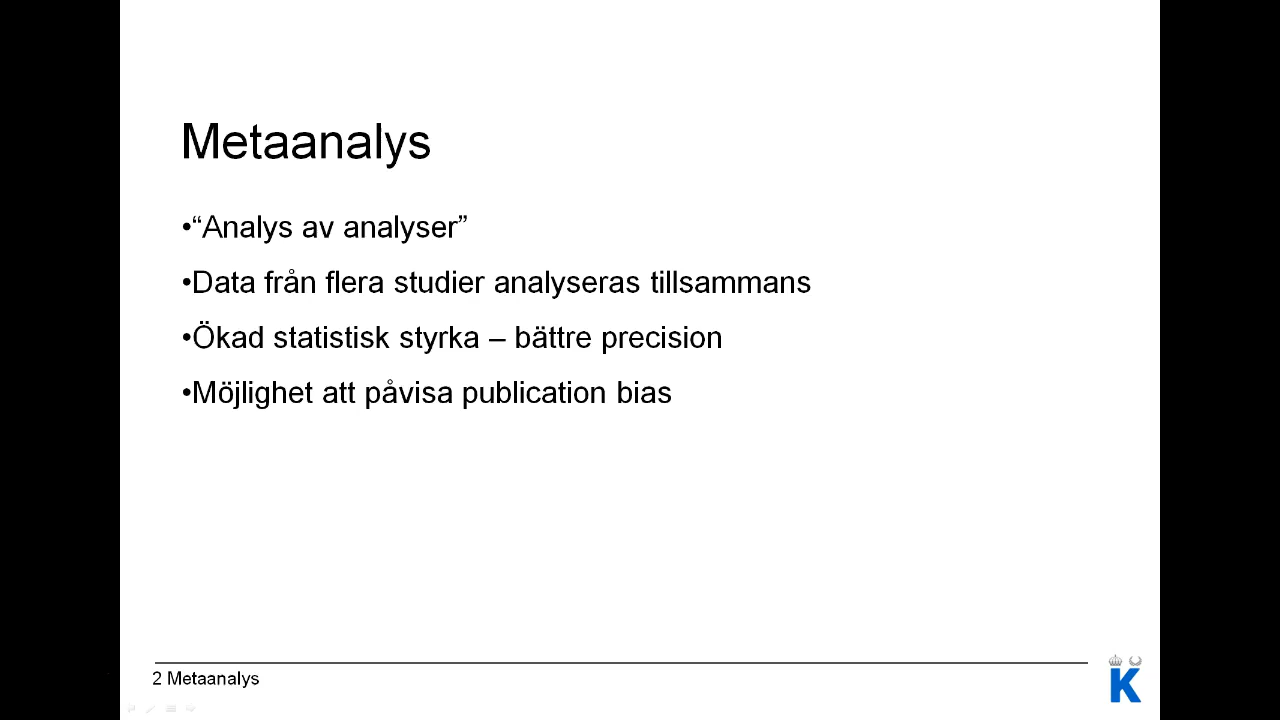 Metaanalys
•“Analys av analyser”
•Data från flera studier analyseras tillsammans
•Ökad statistisk styrka – bättre precision
•Möjlighet att påvisa publication bias
2 Metaanalys
K